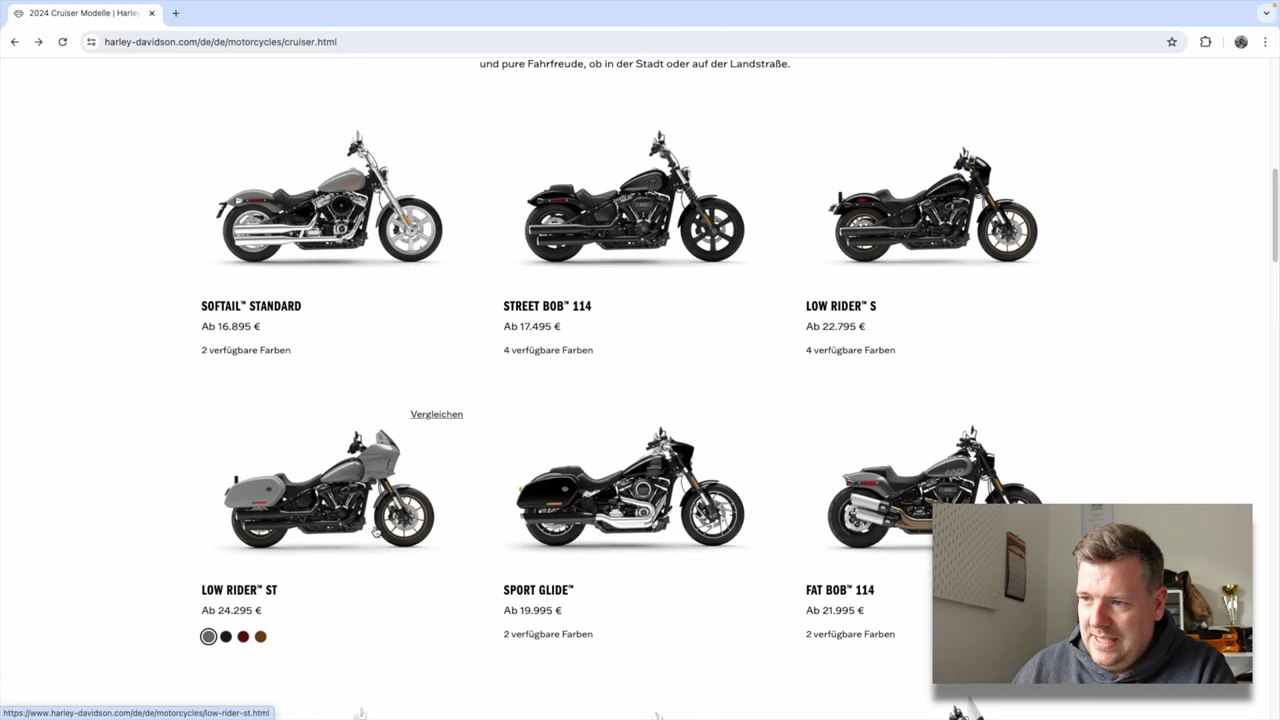 2024 Cruiser Modelle | Harley
harley-davidson.com/de/de/motorcycles/cruiser.html
und pure Fahrfreude, ob in der Stadt oder auf der Landstraße.
SOFTAIL™ STANDARD
Ab 16.895 €
2 verfügbare Farben
STREET BOB™ 114
Ab 17.495 €
4 verfügbare Farben
LOW RIDER™ S
Ab 22.795 €
4 verfügbare Farben
Vergleichen
LOW RIDER™ ST
Ab 24.295 €
SPORT GLIDE™
Ab 19.995 €
2 verfügbare Farben
FAT BOB™ 114
Ab 21.995 €
2 verfügbare Farben
https://www.harley-davidson.com/de/de/motorcycles/low-rider-st.html